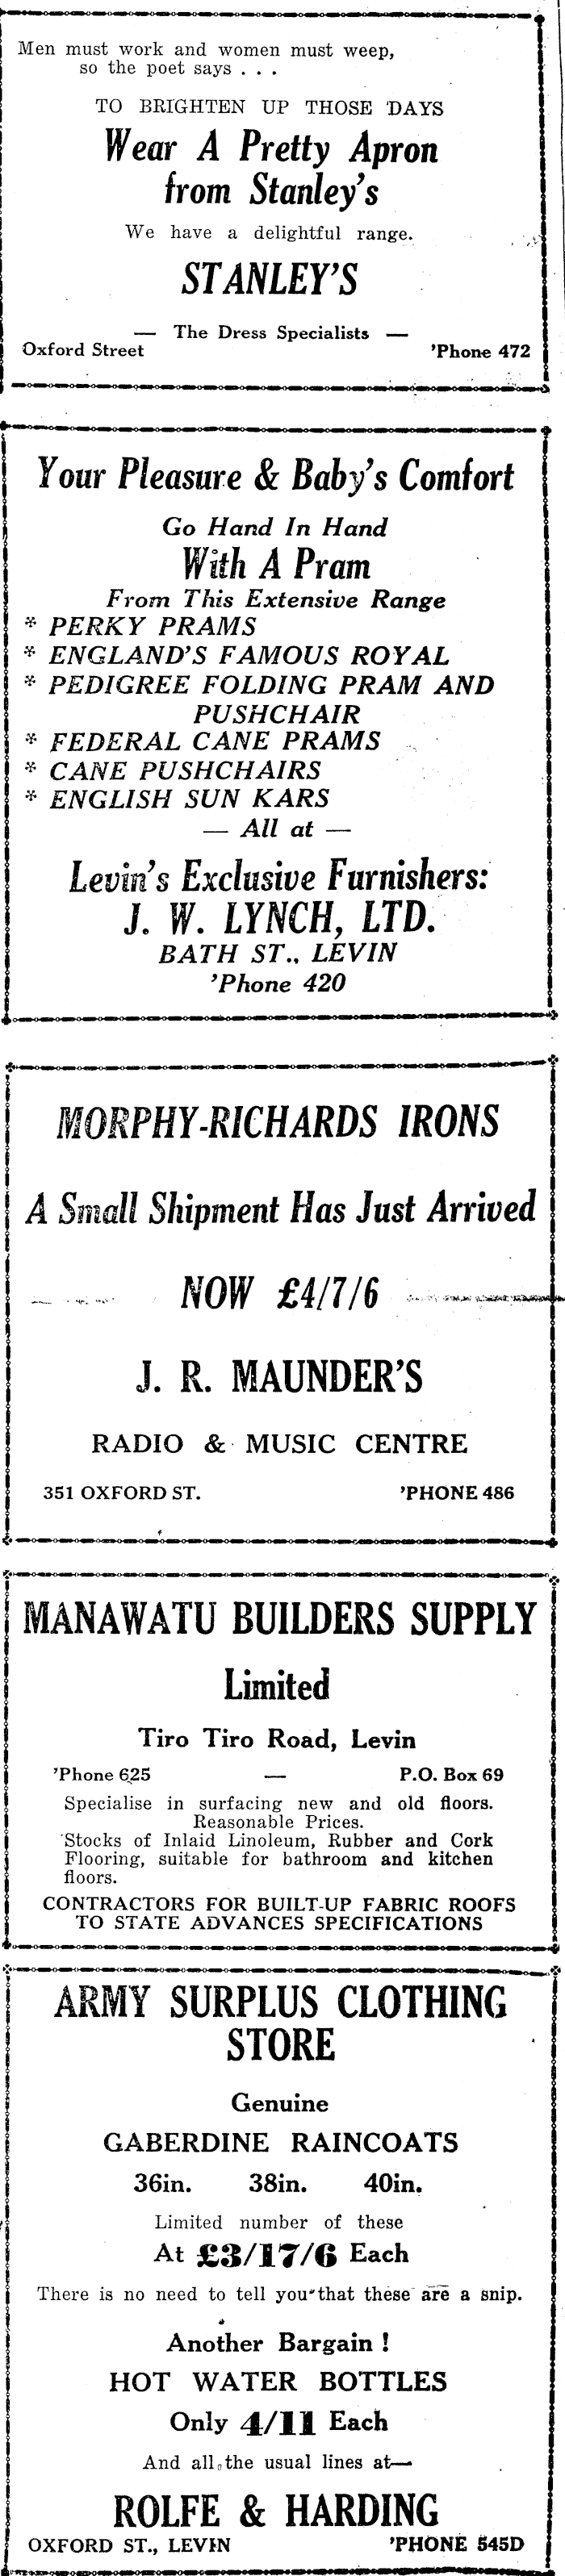 Men must work and women must weep,
so the poet says . . .
TO BRIGHTEN UP THOSE DAYS
Wear A Pretty Apron
from Stanley's
We have a delightful range.
STANLEY'S
— The Dress Specialists —
Oxford Street 'Phone 472
Your Pleasure & Baby's Comfort
Go Hand In Hand
With A Pram
From This Extensive Range
* PERKY PRAMS
* ENGLAND'S FAMOUS ROYAL
* PEDIGREE FOLDING PRAM AND
PUSHCHAIR
* FEDERAL CANE PRAMS
* CANE PUSHCHAIRS
* ENGLISH SUN KARS
— All at —
Levin's Exclusive Furnishers:
J. W. LYNCH, LTD.
BATH ST., LEVIN
'Phone 420
MORPHY-RICHARDS IRONS
A Small Shipment Has Just Arrived
NOW £4/7/6
J. R. MAUNDER'S
RADIO & MUSIC CENTRE
351 OXFORD ST. 'PHONE 486
MANAWATU BUILDERS SUPPLY
Limited
Tiro Tiro Road, Levin
'Phone 625 — P.O. Box 69
Specialise in surfacing new and old floors.
Reasonable Prices.
Stocks of Inlaid Linoleum, Rubber and Cork
Flooring, suitable for bathroom and kitchen
floors.
CONTRACTORS FOR BUILT-UP FABRIC ROOFS
TO STATE ADVANCES SPECIFICATIONS
ARMY SURPLUS CLOTHING
STORE
Genuine
GABERDINE RAINCOATS
36in. 38in. 40in.
Limited number of these
At £3/17/6 Each
There is no need to tell you that these are a snip.
Another Bargain !
HOT WATER BOTTLES
Only 4/11 Each
And all the usual lines at—
ROLFE & HARDING
OXFORD ST., LEVIN 'PHONE 545D